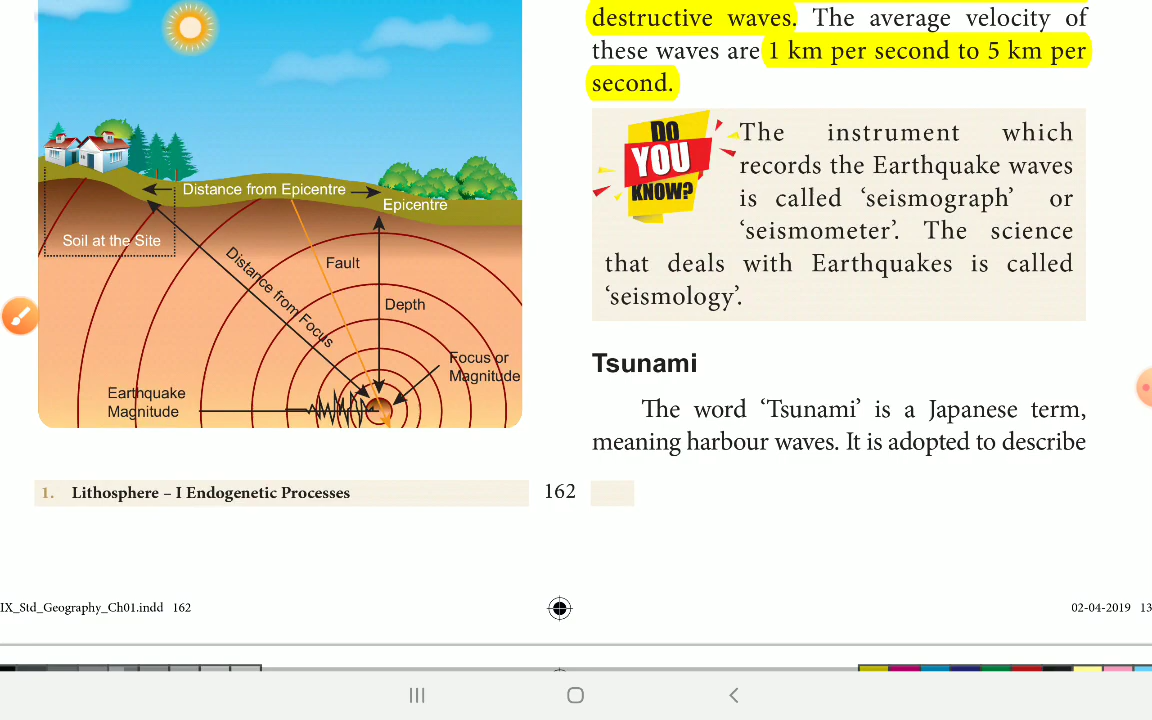 Distance from Epicentre
Epicentre
Soil at the Site
Fault
Distance from Focus
Depth
Focus or
Magnitude
Earthquake
Magnitude
destructive waves. The average velocity of
these waves are 1 km per second to 5 km per
second.
DO
YOU
KNOW?
The instrument which
records the Earthquake waves
is called ‘seismograph’ or
‘seismometer’. The science
that deals with Earthquakes is called
‘seismology’.
Tsunami
The word ‘Tsunami’ is a Japanese term,
meaning harbour waves. It is adopted to describe
1. Lithosphere – I Endogenetic Processes
162
IX_Std_Geography_Ch01.indd 162
02-04-2019 13